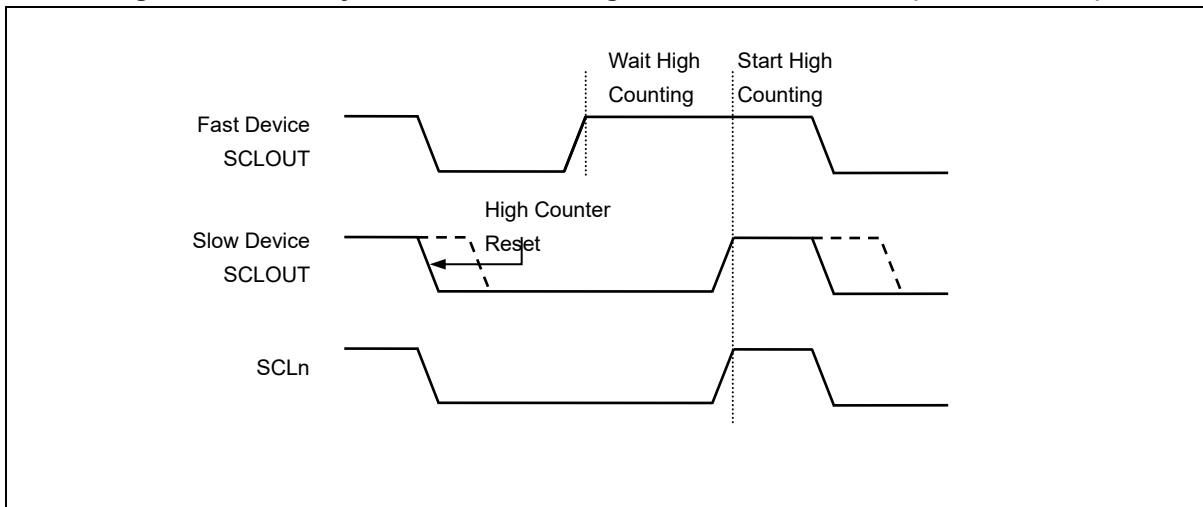 Wait High
Counting
Start High
Counting
Fast Device
SCLOUT
High Counter
Reset
Slow Device
SCLOUT
SCLn